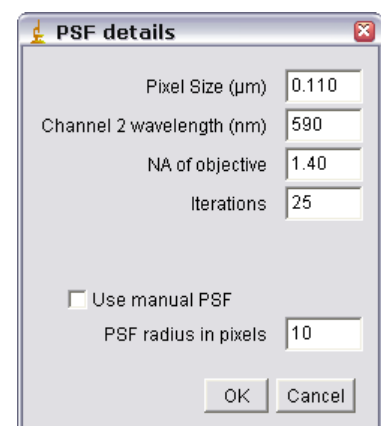 PSF details
Pixel Size (µm) 0.110
Channel 2 wavelength (nm) 590
NA of objective 1.40
Iterations 25
Use manual PSF
PSF radius in pixels 10
OK Cancel